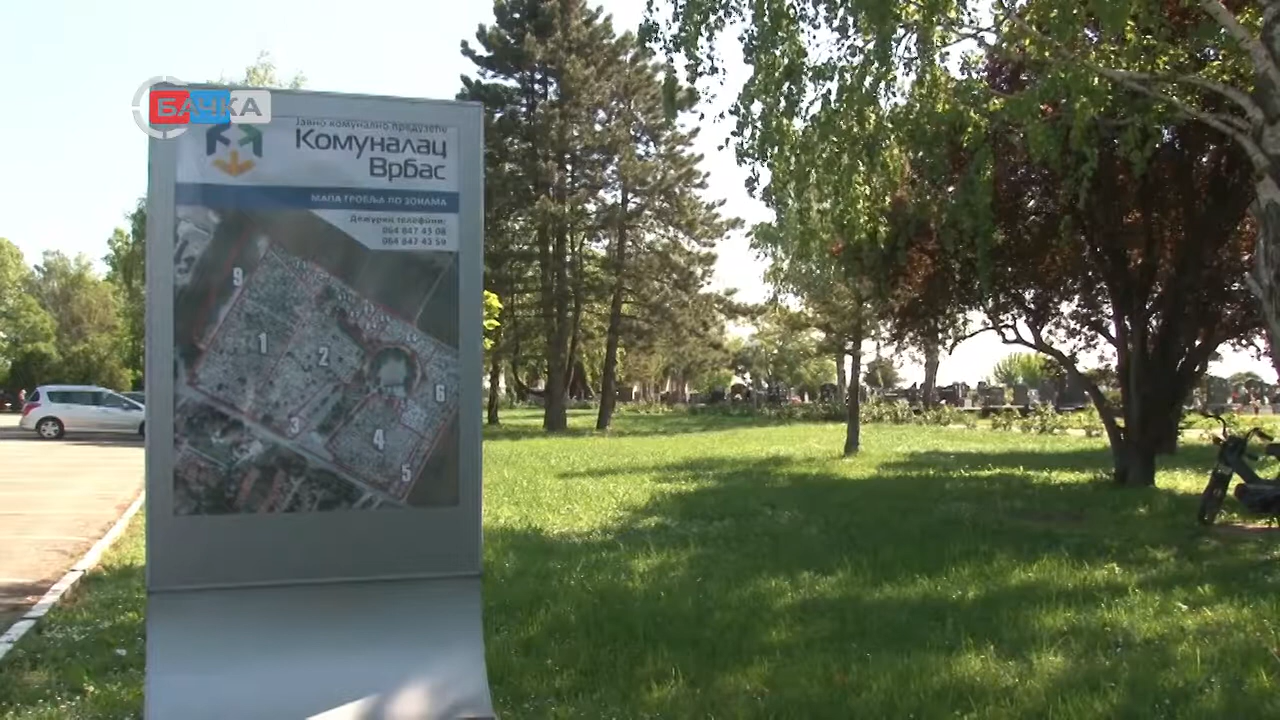 БАЧКА
Јавно комунално предузеће
Комуналац
Врбас
МАПА ГРОБЉА ПО ЗОНАМА
Дежурни телефони:
064 847 43 08
064 847 43 59
9
1
2
6
3
4
5